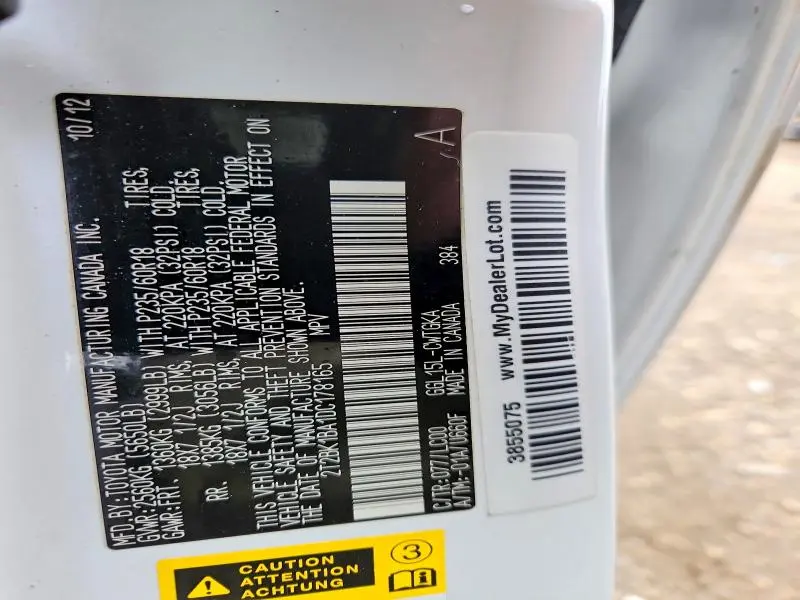 MFD.BY:TOYOTA MOTOR MANUFACTURING CANADA INC. 10/12
GVWR:2560KG (5650LB)
GAWR:FRT. 1360KG (2999LB) WITH P235/60R18 TIRES,
18X7 1/2J RIMS, AT 220KPA (32PSI) COLD.
RR. 1385KG (3056LB) WITH P235/60R18 TIRES,
18X7 1/2J RIMS, AT 220KPA (32PSI) COLD.
THIS VEHICLE CONFORMS TO ALL APPLICABLE FEDERAL MOTOR
VEHICLE SAFETY AND THEFT PREVENTION STANDARDS IN EFFECT ON
THE DATE OF MANUFACTURE SHOWN ABOVE.
2T2BK1BA1DC178165 MPV
C/TR:077/LC00 GGL15L-CWTGKA
A/TM:-01A/U660F MADE IN CANADA 384
A
3855075 www.MyDealerLot.com
CAUTION
ATTENTION
ACHTUNG
3